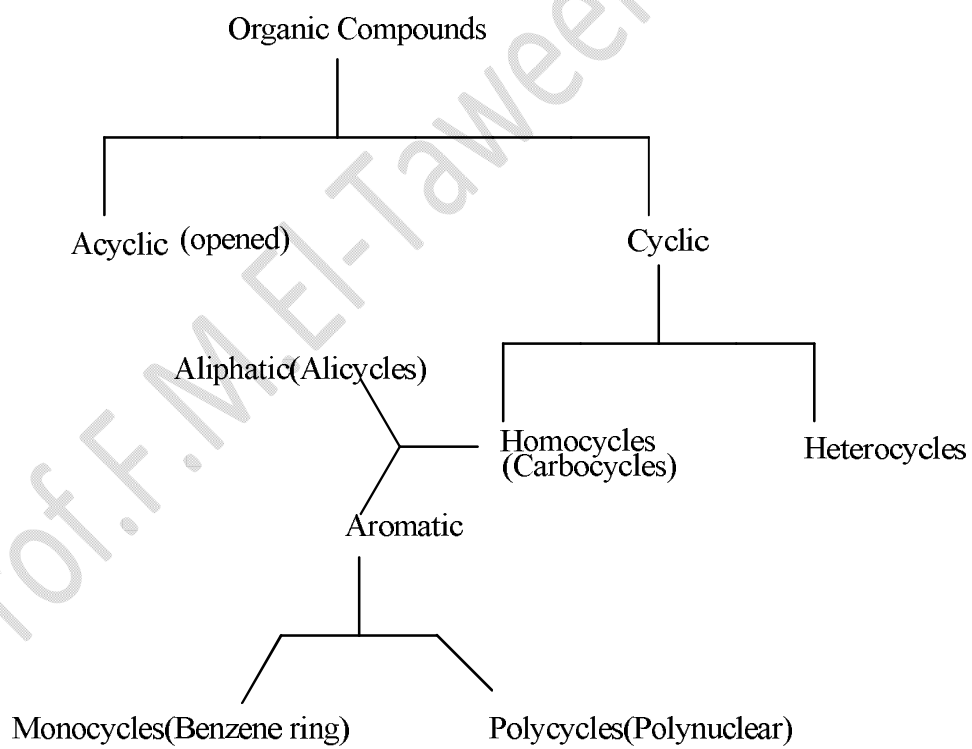 Organic Compounds
Acyclic (opened)
Cyclic
Aliphatic(Alicycles)
Homocycles
(Carbocycles)
Heterocycles
Aromatic
Monocycles(Benzene ring)
Polycycles(Polynuclear)